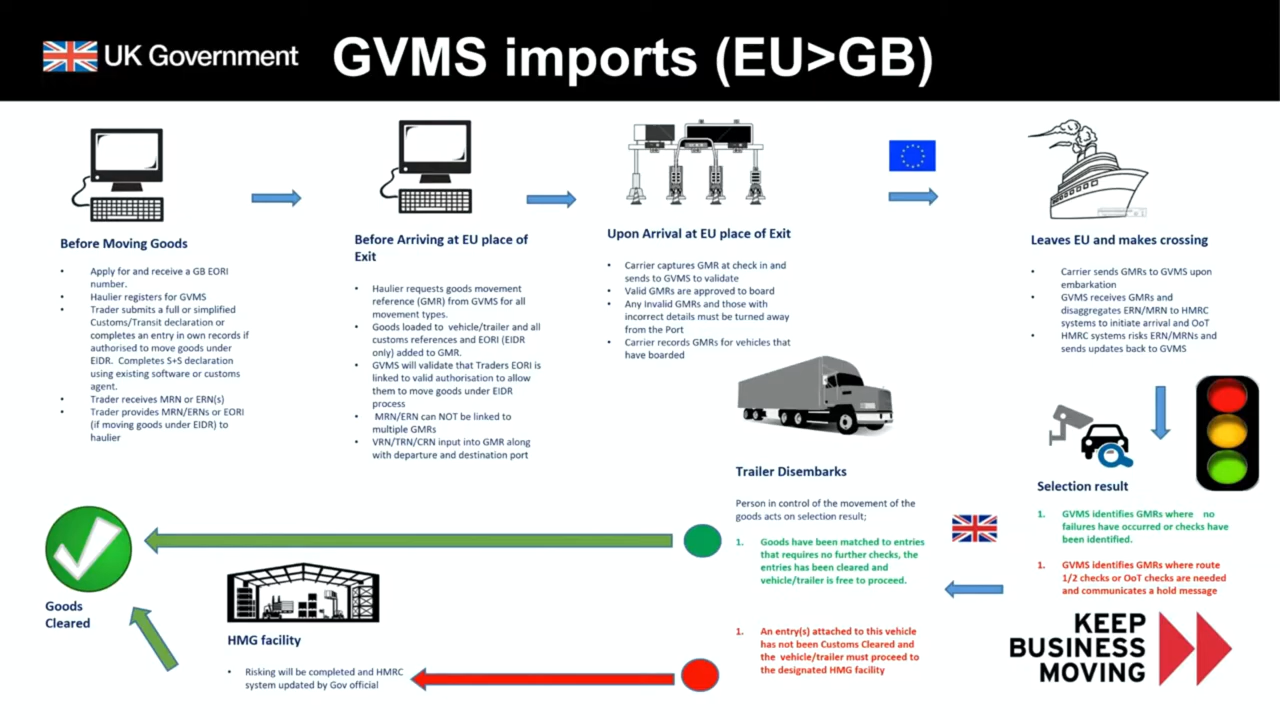 UK Government
GVMS imports (EU>GB)
Before Moving Goods
• Apply for and receive a GB EORI
number.
• Haulier registers for GVMS
• Trader submits a full or simplified
Customs/Transit declaration or
completes an entry in own records if
authorised to move goods under
EIDR. Completes S+S declaration
using existing software or customs
agent.
• Trader receives MRN or ERN(s)
• Trader provides MRN/ERNs or EORI
(if moving goods under EIDR) to
haulier
Before Arriving at EU place of
Exit
• Haulier requests goods movement
reference (GMR) from GVMS for all
movement types.
• Goods loaded to vehicle/trailer and all
customs references and EORI (EIDR
only) added to GMR.
• GVMS will validate that Traders EORI is
linked to valid authorisation to allow
them to move goods under EIDR
process
• MRN/ERN can NOT be linked to
multiple GMRs
• VRN/TRN/CRN input into GMR along
with departure and destination port
Upon Arrival at EU place of Exit
• Carrier captures GMR at check in and
sends to GVMS to validate
• Valid GMRs are approved to board
• Any Invalid GMRs and those with
incorrect details must be turned away
from the Port
• Carrier records GMRs for vehicles that
have boarded
Leaves EU and makes crossing
• Carrier sends GMRs to GVMS upon
embarkation
• GVMS receives GMRs and
disaggregates ERN/MRN to HMRC
systems to initiate arrival and OoT
• HMRC systems risks ERN/MRNs and
sends updates back to GVMS
Selection result
1. GVMS identifies GMRs where no
failures have occurred or checks have
been identified.
1. GVMS identifies GMRs where route
1/2 checks or OoT checks are needed
and communicates a hold message
Trailer Disembarks
Person in control of the movement of the
goods acts on selection result;
1. Goods have been matched to entries
that requires no further checks, the
entries has been cleared and
vehicle/trailer is free to proceed.
1. An entry(s) attached to this vehicle
has not been Customs Cleared and
the vehicle/trailer must proceed to
the designated HMG facility
HMG facility
• Risking will be completed and HMRC
system updated by Gov official
Goods
Cleared
KEEP
BUSINESS
MOVING